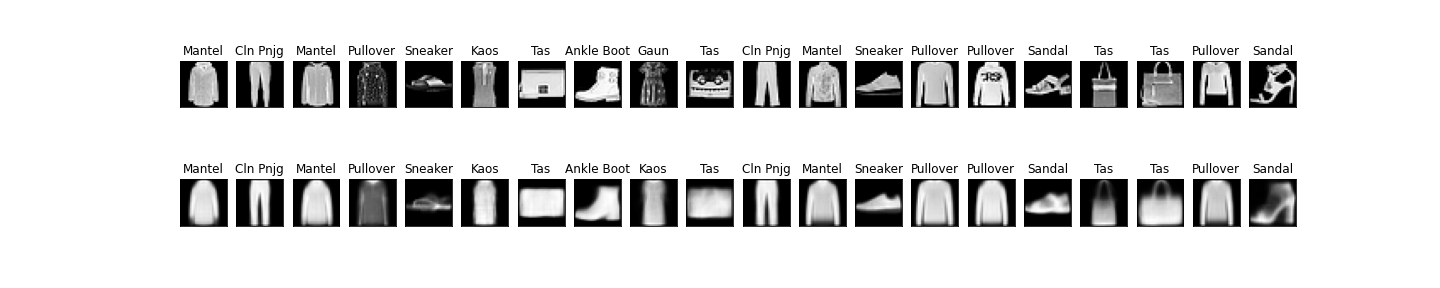 Mantel Cln Pnjg Mantel Pullover Sneaker Kaos Tas Ankle Boot Gaun Tas Cln Pnjg Mantel Sneaker Pullover Pullover Sandal Tas Tas Pullover Sandal
Mantel Cln Pnjg Mantel Pullover Sneaker Kaos Tas Ankle Boot Kaos Tas Cln Pnjg Mantel Sneaker Pullover Pullover Sandal Tas Tas Pullover Sandal